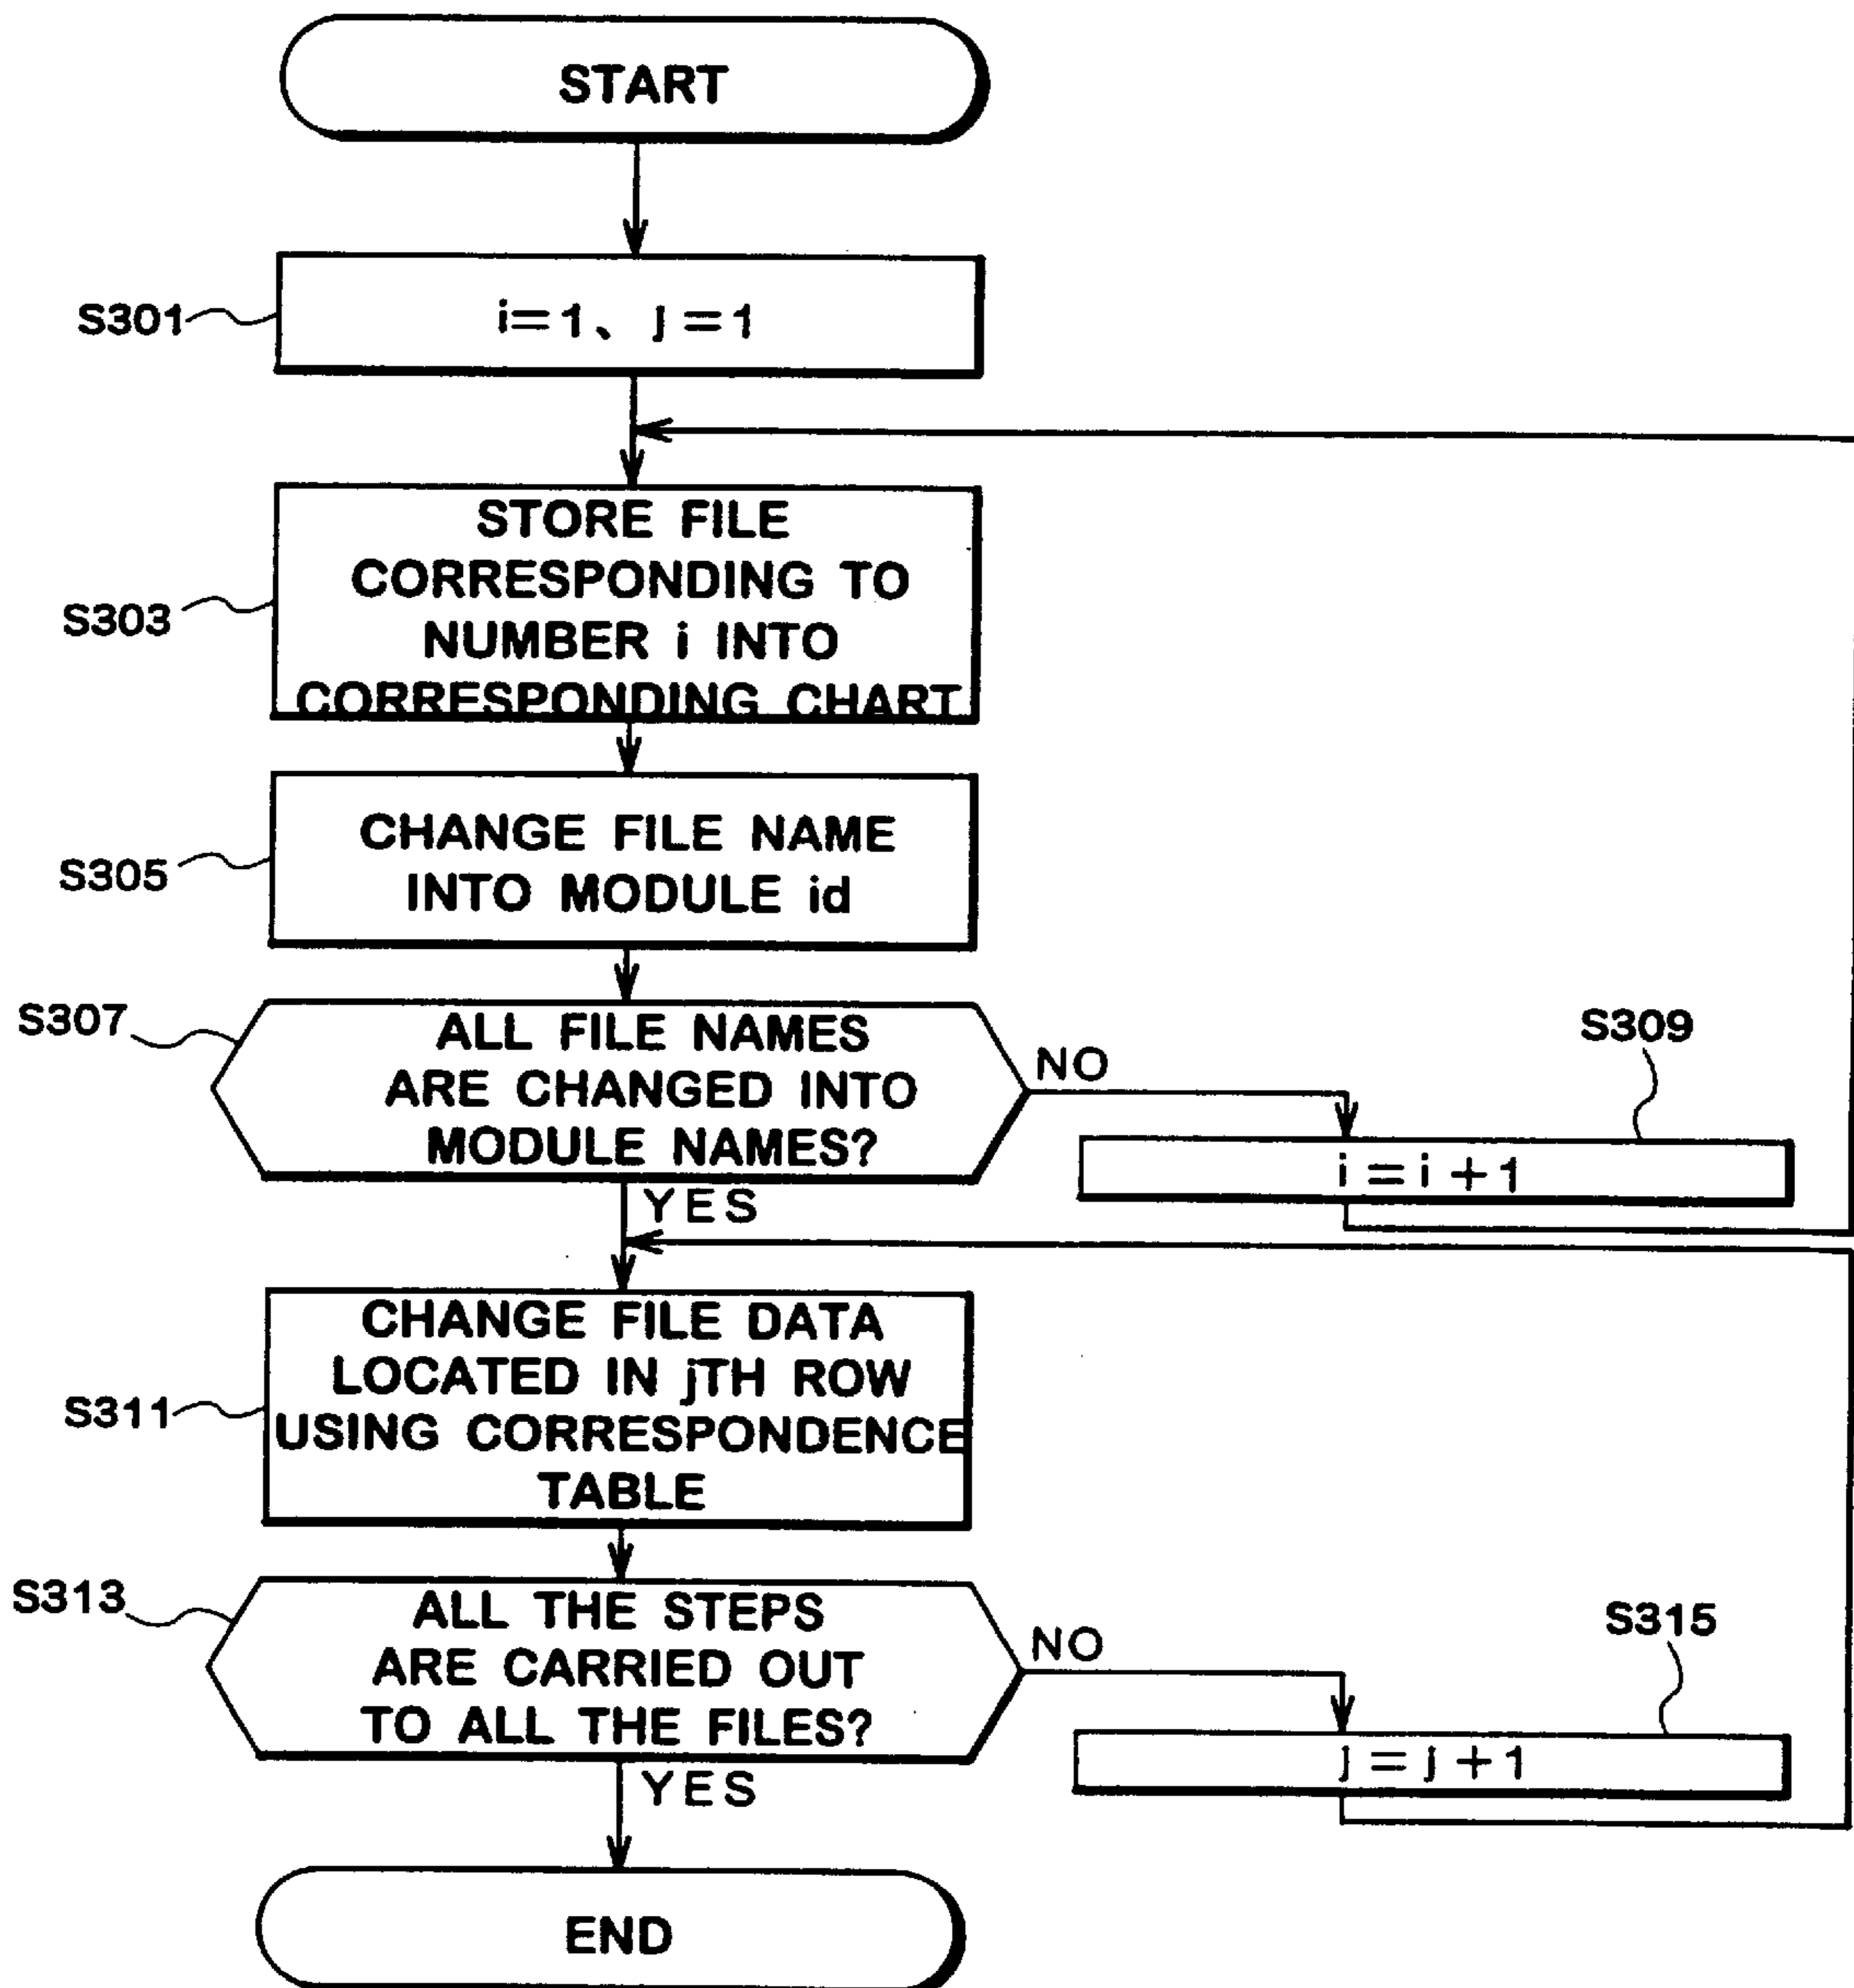 START
S301
i=1、 j=1
S303
STORE FILE
CORRESPONDING TO
NUMBER i INTO
CORRESPONDING CHART
S305
CHANGE FILE NAME
INTO MODULE id
S307
ALL FILE NAMES
ARE CHANGED INTO
MODULE NAMES?
NO
S309
i=i+1
YES
S311
CHANGE FILE DATA
LOCATED IN jTH ROW
USING CORRESPONDENCE
TABLE
S313
ALL THE STEPS
ARE CARRIED OUT
TO ALL THE FILES?
NO
S315
j=j+1
YES
END